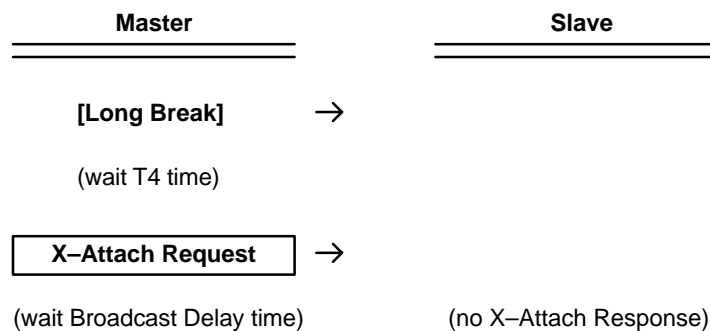 Master Slave
[Long Break] →
(wait T4 time)
X–Attach Request →
(wait Broadcast Delay time) (no X–Attach Response)